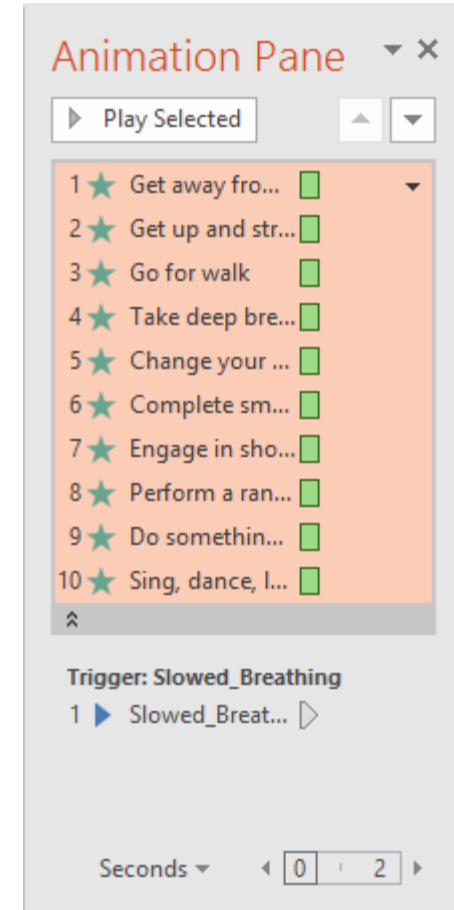 Animation Pane
Play Selected
1 Get away fro...
2 Get up and str...
3 Go for walk
4 Take deep bre...
5 Change your ...
6 Complete sm...
7 Engage in sho...
8 Perform a ran...
9 Do somethin...
10 Sing, dance, l...
Trigger: Slowed_Breathing
1 Slowed_Breat...
Seconds 0 2